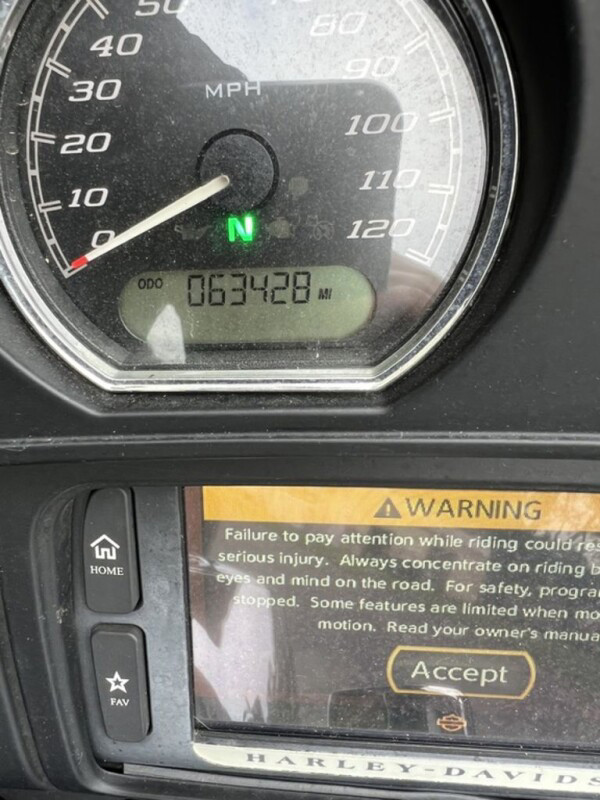 50
40
80
30
MPH
90
20
100
10
110
0
N
120
ODO 063428 MI
WARNING
Failure to pay attention while riding could res
serious injury. Always concentrate on riding b
eyes and mind on the road. For safety, progra
stopped. Some features are limited when mo
motion. Read your owner's manua
HOME
Accept
FAV
HARLEY-DAVIDS